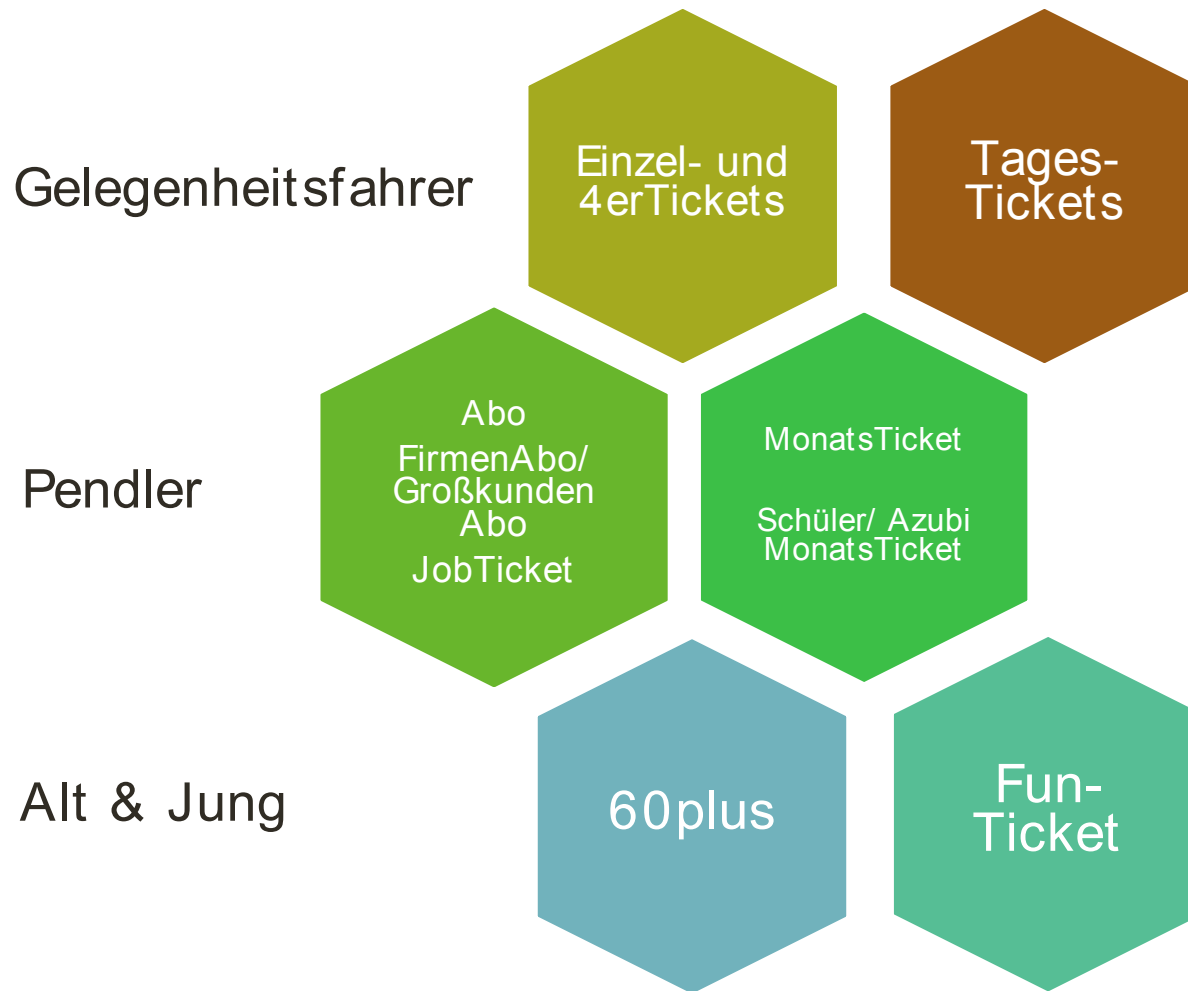 Gelegenheitsfahrer
Einzel- und
4erTickets
Tages-
Tickets
Pendler
Abo
FirmenAbo/
Großkunden
Abo
JobTicket
MonatsTicket
Schüler/ Azubi
MonatsTicket
Alt & Jung
60plus
Fun-
Ticket